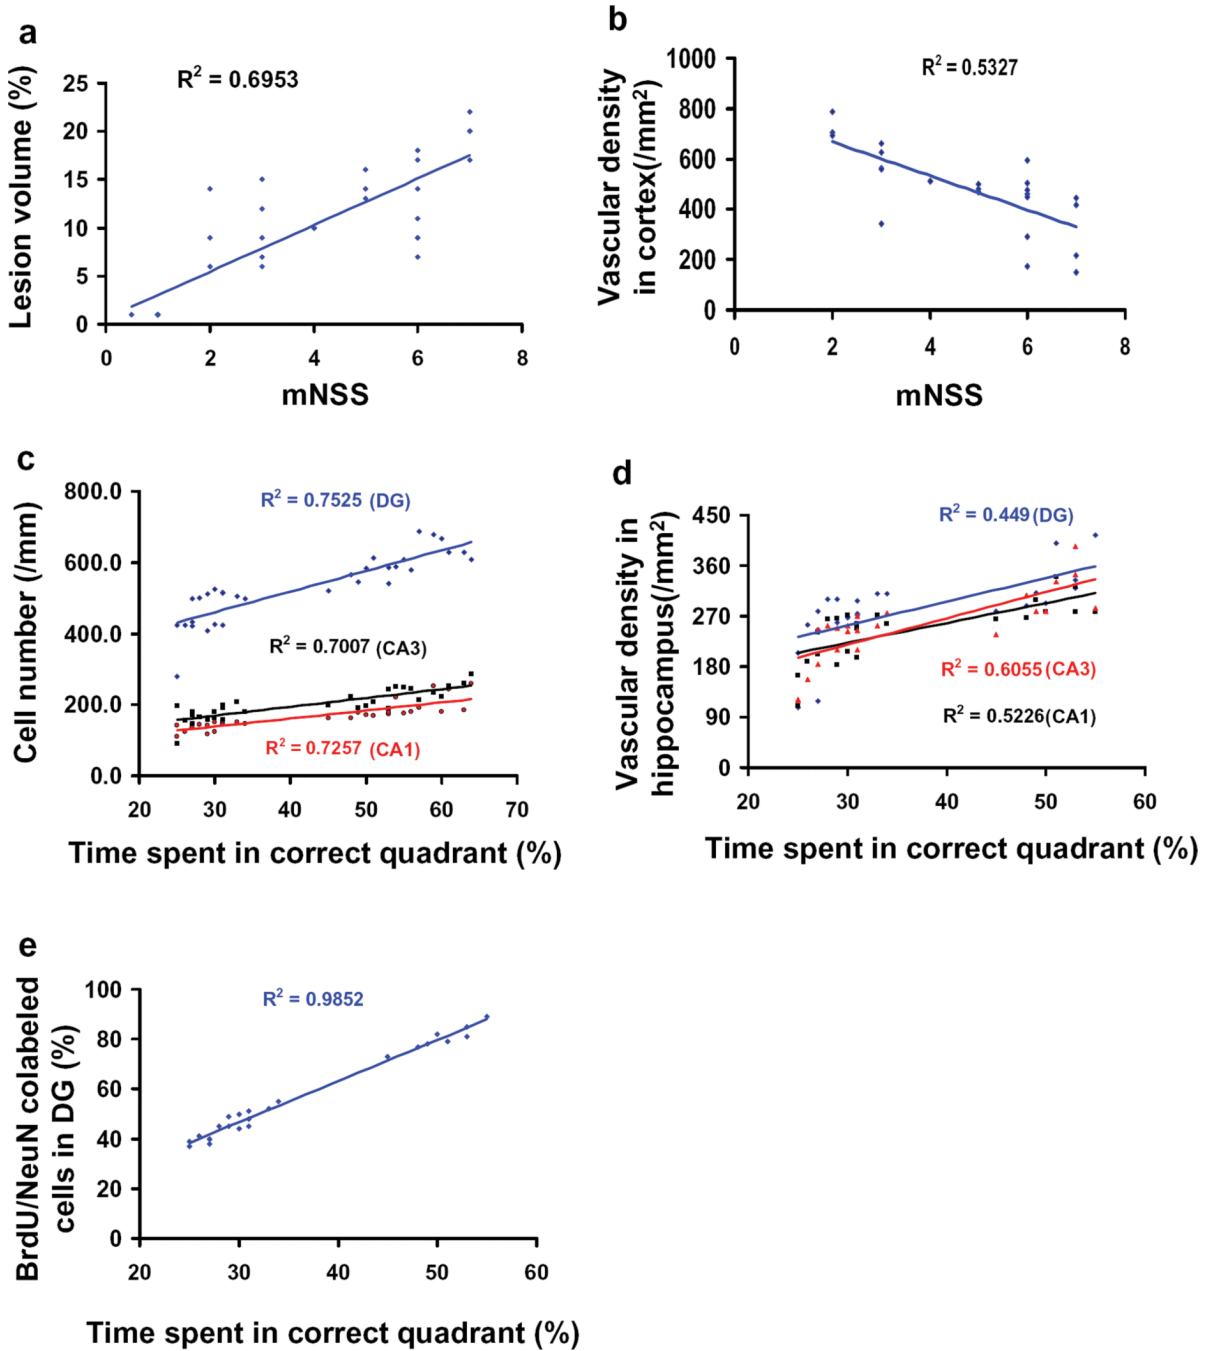 a
R² = 0.6953
Lesion volume (%)
25
20
15
10
5
0
0 2 4 6 8
mNSS
b
R² = 0.5327
Vascular density
in cortex(/mm²)
1000
800
600
400
200
0
0 2 4 6 8
mNSS
c
R² = 0.7525 (DG)
R² = 0.7007 (CA3)
R² = 0.7257 (CA1)
Cell number (/mm)
800.0
600.0
400.0
200.0
0.0
20 30 40 50 60 70
Time spent in correct quadrant (%)
d
R² = 0.449(DG)
R² = 0.6055(CA3)
R² = 0.5226(CA1)
Vascular density in
hippocampus(/mm²)
450
360
270
180
90
0
20 30 40 50 60
Time spent in correct quadrant (%)
e
R² = 0.9852
BrdU/NeuN colabeled
cells in DG (%)
100
80
60
40
20
0
20 30 40 50 60
Time spent in correct quadrant (%)